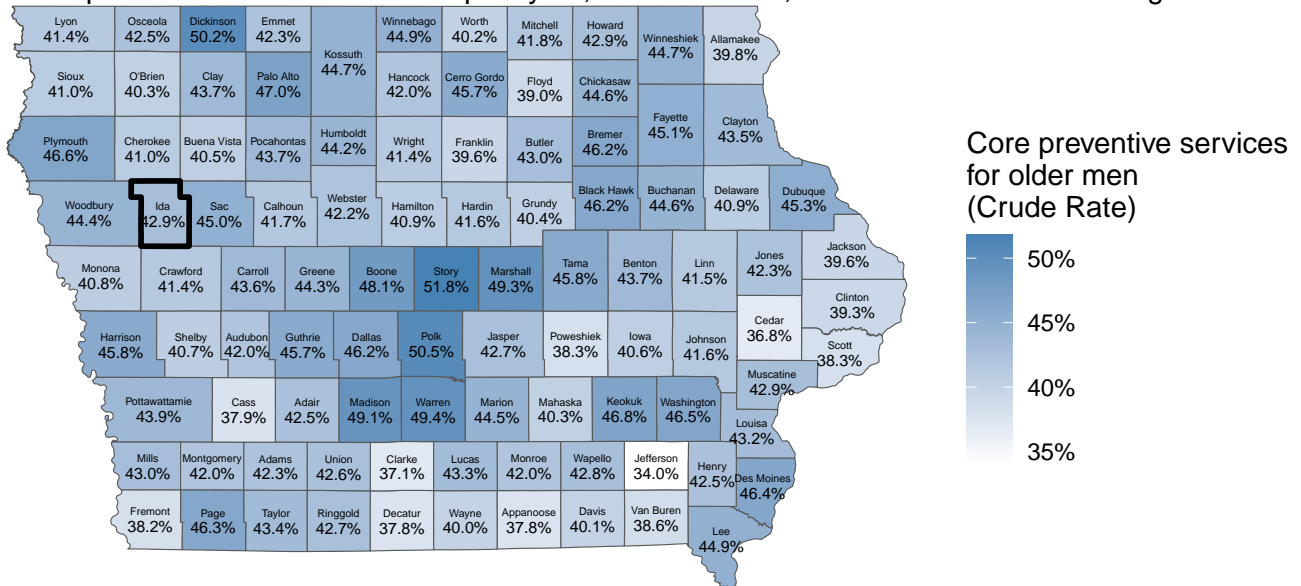 Lyon Osceola Dickinson Emmet Winnebago Worth Mitchell Howard Winneshiek Allamakee
41.4% 42.5% 50.2% 42.3% 44.9% 40.2% 41.8% 42.9% 44.7% 39.8%
Kossuth
44.7%
Sioux O'Brien Clay Palo Alto Hancock Cerro Gordo Floyd Chickasaw
41.0% 40.3% 43.7% 47.0% 42.0% 45.7% 39.0% 44.6%
Fayette Clayton
45.1% 43.5%
Plymouth Cherokee Buena Vista Pocahontas Humboldt Wright Franklin Butler Bremer
46.6% 41.0% 40.5% 43.7% 44.2% 41.4% 39.6% 43.0% 46.2%
Woodbury Ida Sac Calhoun Webster Hamilton Hardin Grundy Black Hawk Buchanan Delaware Dubuque
44.4% 42.9% 45.0% 41.7% 42.2% 40.9% 41.6% 40.4% 46.2% 44.6% 40.9% 45.3%
Monona Crawford Carroll Greene Boone Story Marshall Tama Benton Linn Jones Jackson
40.8% 41.4% 43.6% 44.3% 48.1% 51.8% 49.3% 45.8% 43.7% 41.5% 42.3% 39.6%
Clinton
39.3%
Harrison Shelby Audubon Guthrie Dallas Polk Jasper Poweshiek Iowa Johnson Cedar Scott
45.8% 40.7% 42.0% 45.7% 46.2% 50.5% 42.7% 38.3% 40.6% 41.6% 36.8% 38.3%
Muscatine
42.9%
Pottawattamie Cass Adair Madison Warren Marion Mahaska Keokuk Washington
43.9% 37.9% 42.5% 49.1% 49.4% 44.5% 40.3% 46.8% 46.5%
Louisa
43.2%
Mills Montgomery Adams Union Clarke Lucas Monroe Wapello Jefferson Henry Des Moines
43.0% 42.0% 42.3% 42.6% 37.1% 43.3% 42.0% 42.8% 34.0% 42.5% 46.4%
Fremont Page Taylor Ringgold Decatur Wayne Appanoose Davis Van Buren Lee
38.2% 46.3% 43.4% 42.7% 37.8% 40.0% 37.8% 40.1% 38.6% 44.9%
Core preventive services
for older men
(Crude Rate)
50%
45%
40%
35%